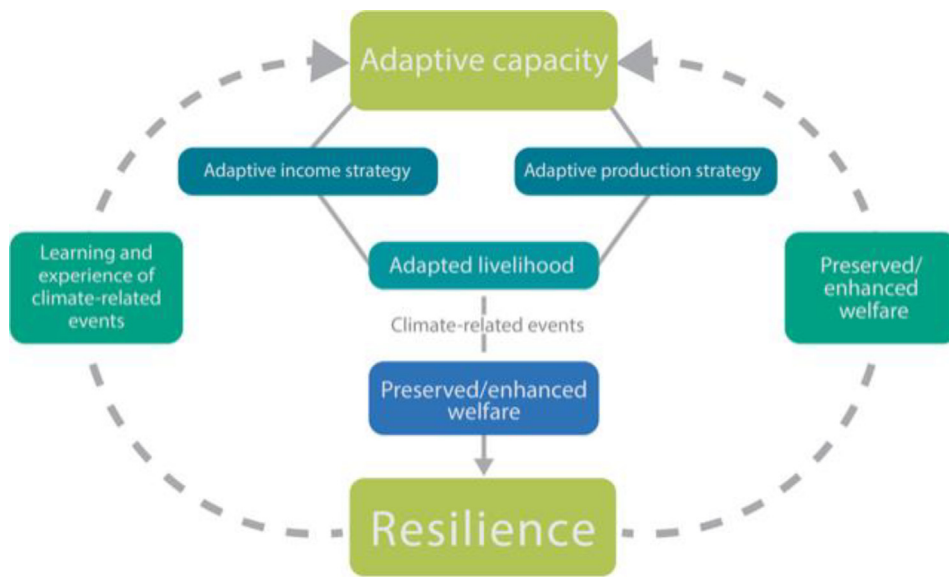 Adaptive capacity
Adaptive income strategy
Adaptive production strategy
Learning and
experience of
climate-related
events
Adapted livelihood
Preserved/
enhanced
welfare
Climate-related events
Preserved/enhanced
welfare
Resilience